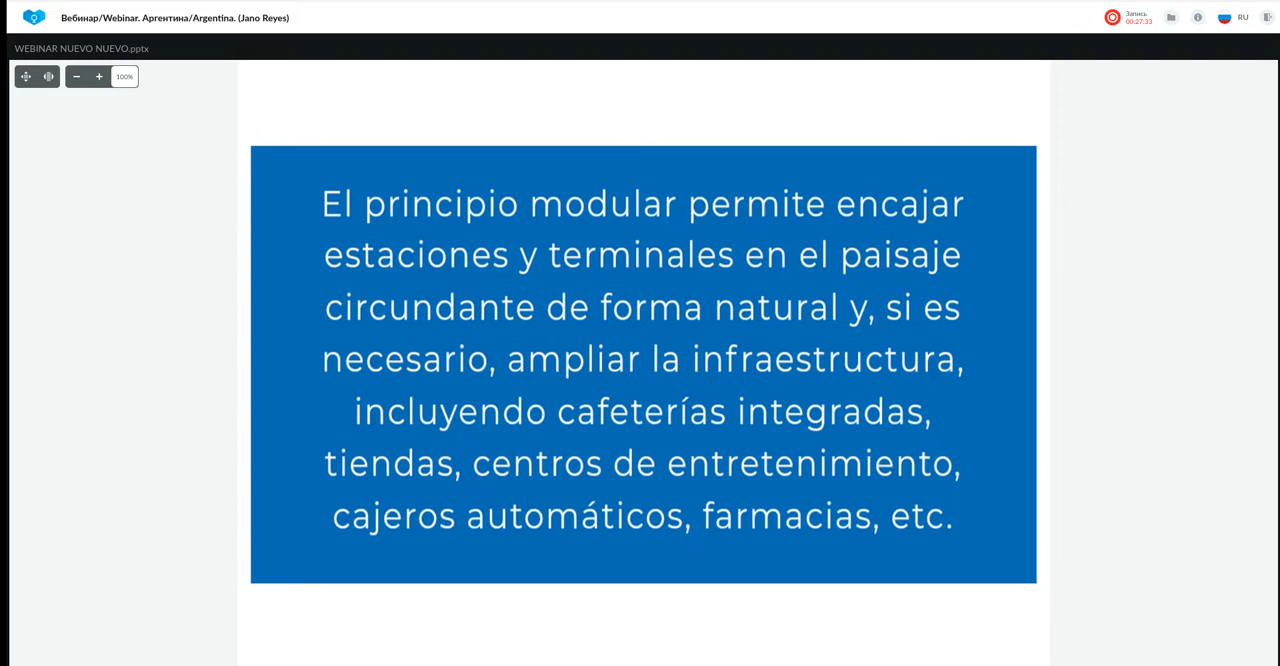 Вебинар/Webinar. Аргентина/Argentina. (Jano Reyes)
Запись
00:27:33
RU
WEBINAR NUEVO NUEVO.pptx
100%
El principio modular permite encajar
estaciones y terminales en el paisaje
circundante de forma natural y, si es
necesario, ampliar la infraestructura,
incluyendo cafeterías integradas,
tiendas, centros de entretenimiento,
cajeros automáticos, farmacias, etc.